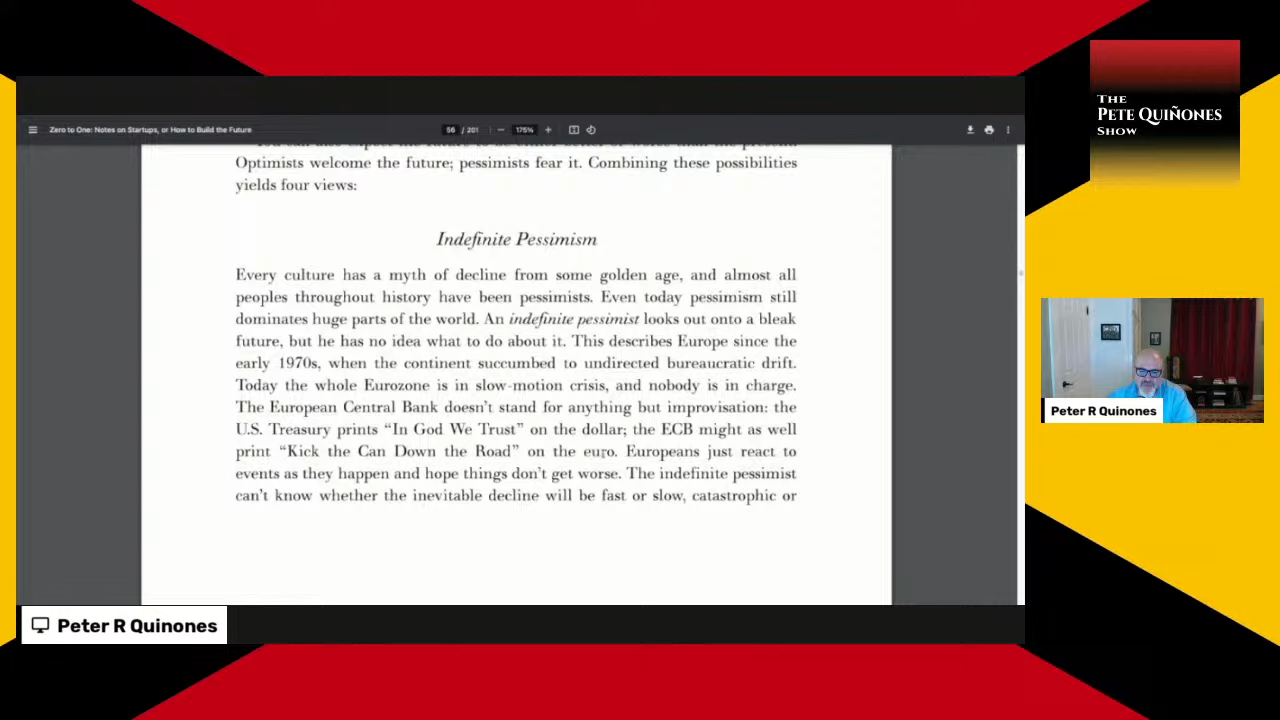 THE
PETE QUIÑONES
SHOW
Zero to One: Notes on Startups, or How to Build the Future
56 / 201
175%
Optimists welcome the future; pessimists fear it. Combining these possibilities
yields four views:
Indefinite Pessimism
Every culture has a myth of decline from some golden age, and almost all
peoples throughout history have been pessimists. Even today pessimism still
dominates huge parts of the world. An indefinite pessimist looks out onto a bleak
future, but he has no idea what to do about it. This describes Europe since the
early 1970s, when the continent succumbed to undirected bureaucratic drift.
Today the whole Eurozone is in slow-motion crisis, and nobody is in charge.
The European Central Bank doesn't stand for anything but improvisation: the
U.S. Treasury prints “In God We Trust” on the dollar; the ECB might as well
print “Kick the Can Down the Road” on the euro. Europeans just react to
events as they happen and hope things don't get worse. The indefinite pessimist
can't know whether the inevitable decline will be fast or slow, catastrophic or
Peter R Quinones
Peter R Quinones